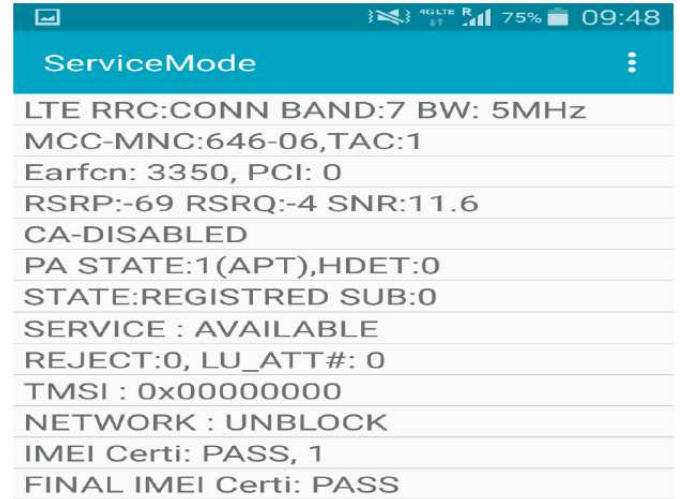 4G LTE R 75% 09:48
ServiceMode
LTE RRC:CONN BAND:7 BW: 5MHz
MCC-MNC:646-06,TAC:1
Earfcn: 3350, PCI: 0
RSRP:-69 RSRQ:-4 SNR:11.6
CA-DISABLED
PA STATE:1(APT),HDET:0
STATE:REGISTRED SUB:0
SERVICE : AVAILABLE
REJECT:0, LU_ATT#: 0
TMSI : 0x00000000
NETWORK : UNBLOCK
IMEI Certi: PASS, 1
FINAL IMEI Certi: PASS